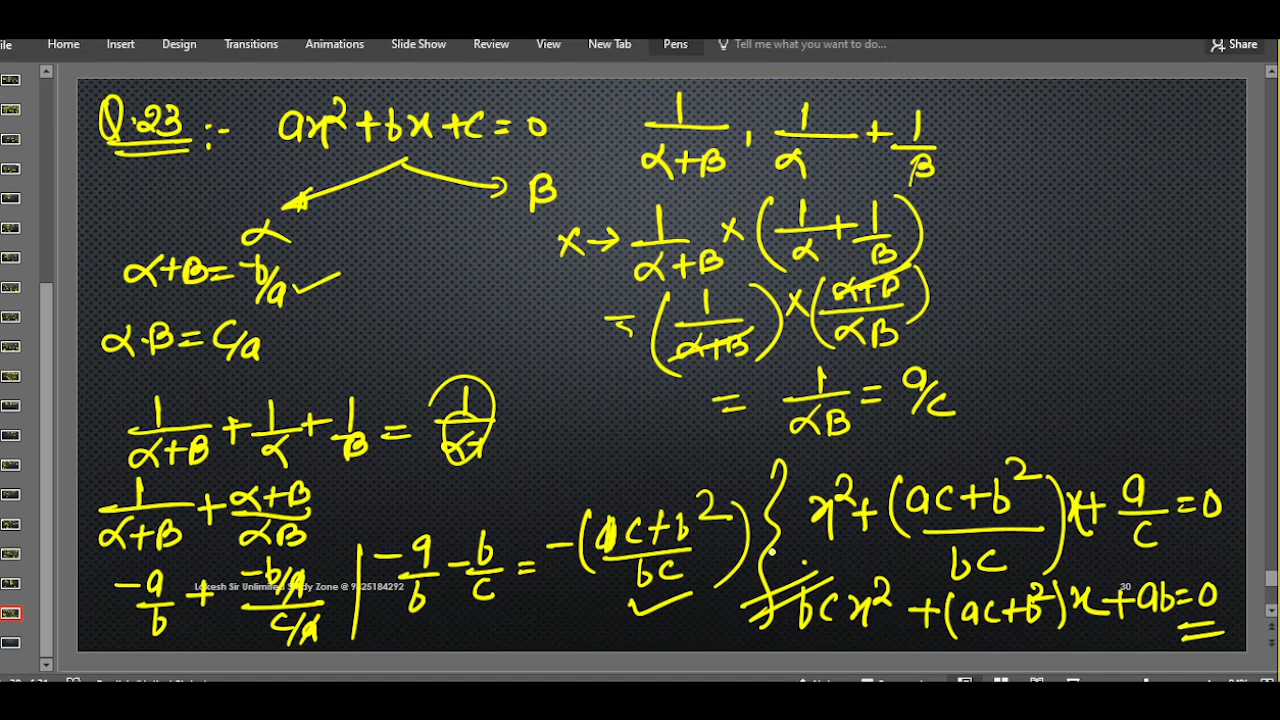 File Home Insert Design Transitions Animations Slide Show Review View New Tab Pens Tell me what you want to do... Share
Q.23 :- ax² + bx + c = 0
α β
α+β = -b/a ✓
α.β = c/a
1/(α+β) + 1/α + 1/β = 1/(α+
1/(α+β) + (α+β)/(αβ)
-a/b + (-b/a)/(c/a) | -a/b - b/c = -((ac+b²)/bc) ✓
1/(α+β) , 1/α + 1/β
x → 1/(α+β) × (1/α + 1/β)
= (1/(α+β)) × ((α+β)/(αβ))
= 1/(αβ) = a/c
} x² + ((ac+b²)/bc)x + a/c = 0
⇒ bcx² + (ac+b²)x + ab = 0
Lokesh Sir Unlimited Study Zone @ 9825184292
30